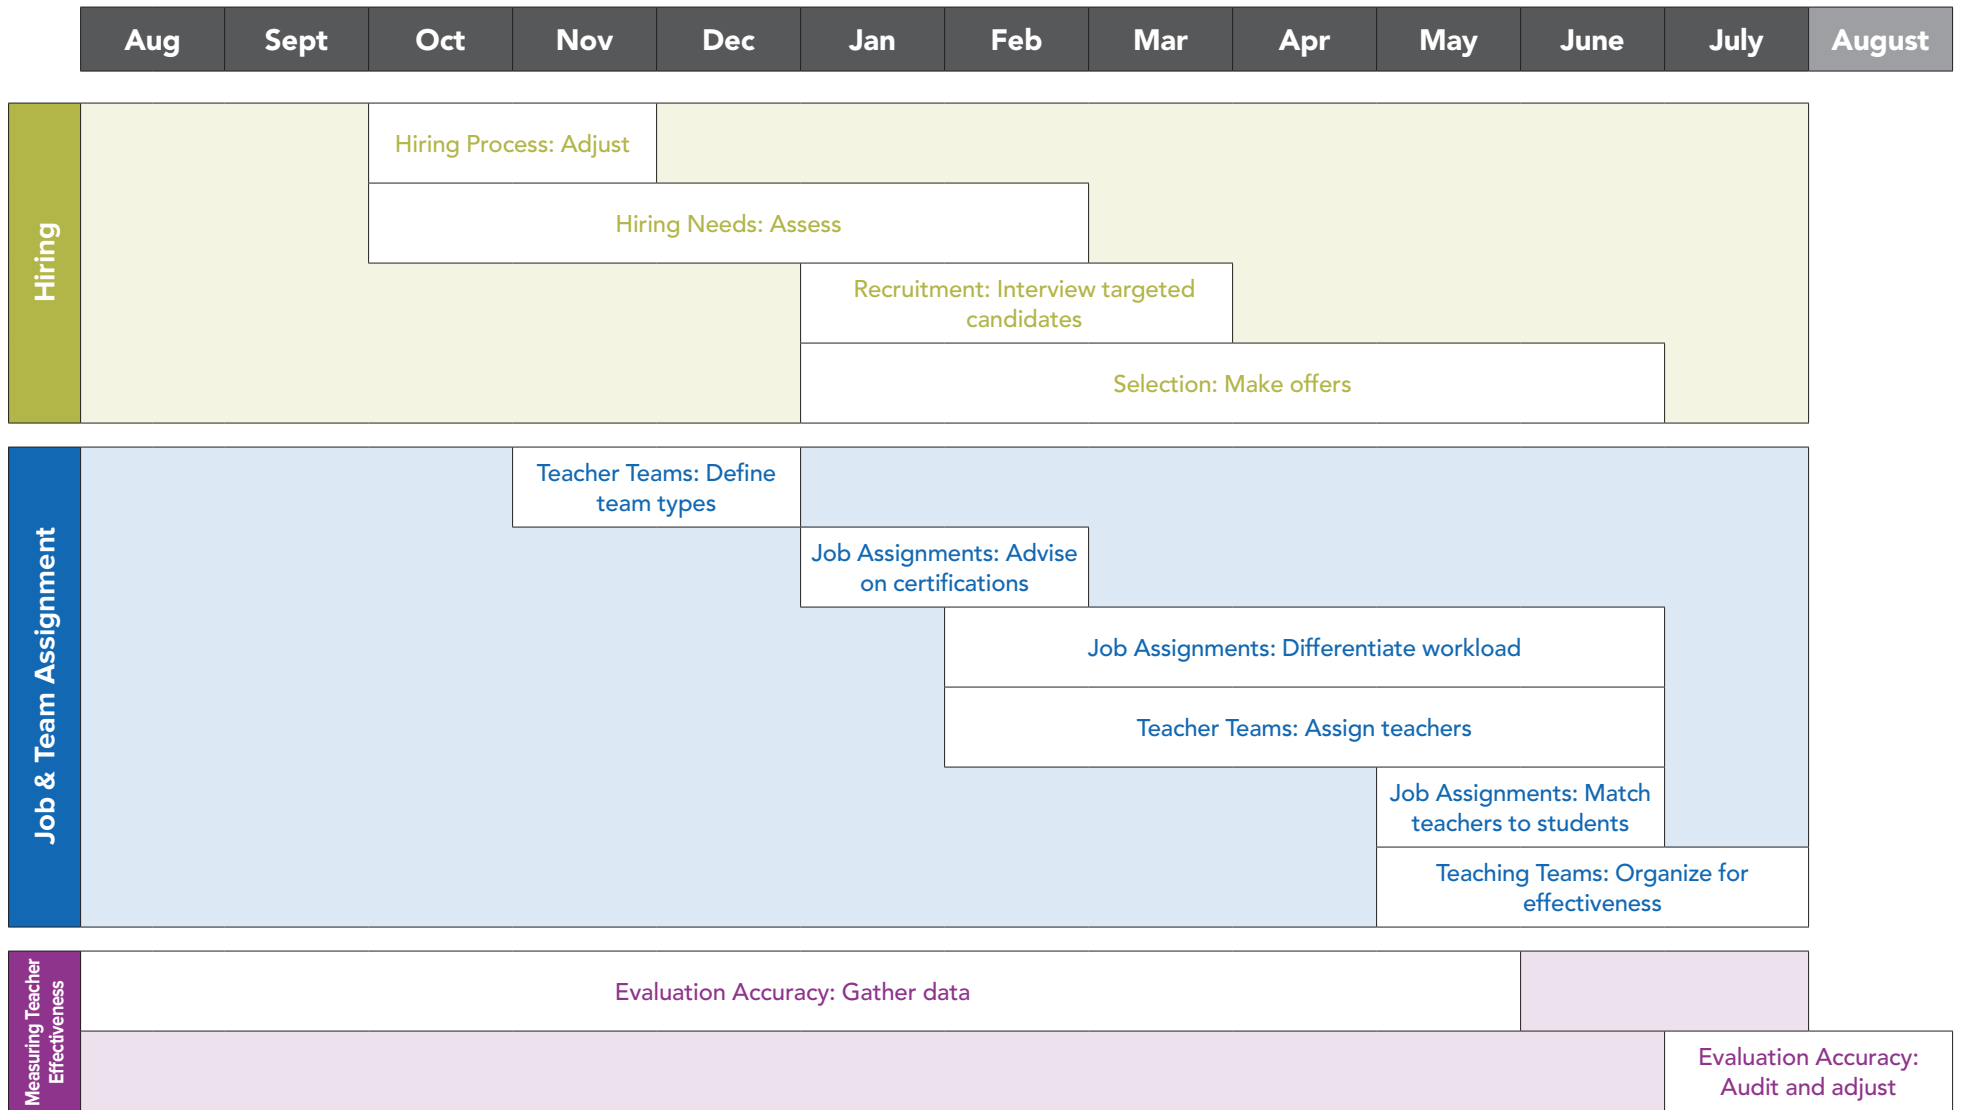 Aug Sept Oct Nov Dec Jan Feb Mar Apr May June July August
Hiring
Hiring Process: Adjust
Hiring Needs: Assess
Recruitment: Interview targeted
candidates
Selection: Make offers
Job & Team Assignment
Teacher Teams: Define
team types
Job Assignments: Advise
on certifications
Job Assignments: Differentiate workload
Teacher Teams: Assign teachers
Job Assignments: Match
teachers to students
Teaching Teams: Organize for
effectiveness
Measuring Teacher
Effectiveness
Evaluation Accuracy: Gather data
Evaluation Accuracy:
Audit and adjust